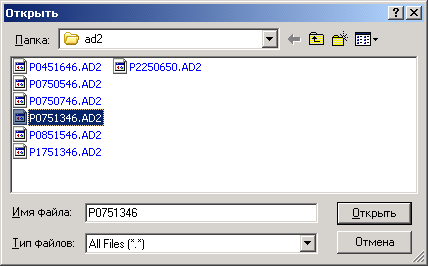 Открыть
Папка: ad2
P0451646.AD2 P2250650.AD2
P0750546.AD2
P0750746.AD2
P0751346.AD2
P0851546.AD2
P1751346.AD2
Имя файла: P0751346 Открыть
Тип файлов: All Files (*.*) Отмена